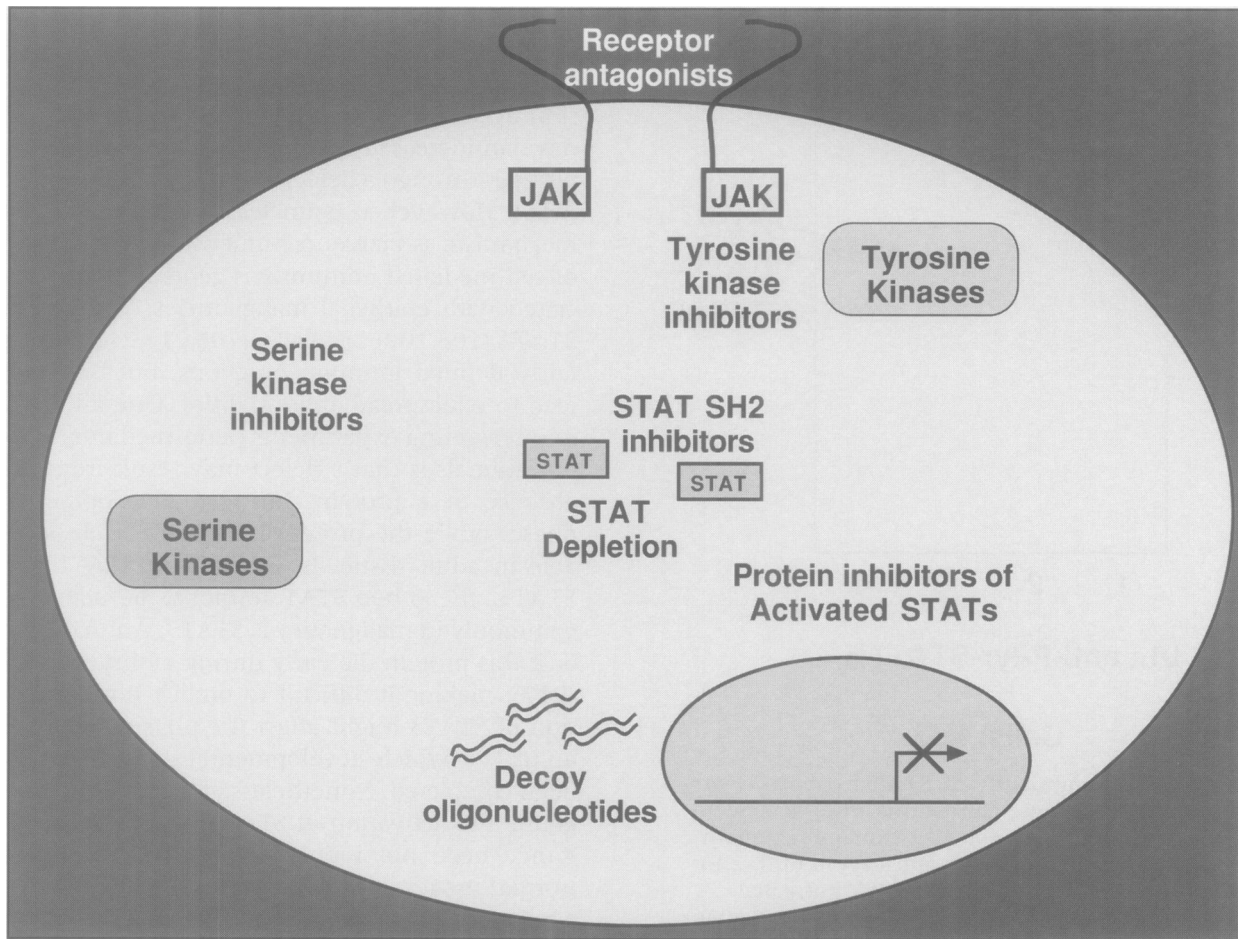 Receptor
antagonists
JAK
JAK
Tyrosine
kinase
inhibitors
Tyrosine
Kinases
Serine
kinase
inhibitors
STAT SH2
inhibitors
STAT
STAT
STAT
Depletion
Serine
Kinases
Protein inhibitors of
Activated STATs
Decoy
oligonucleotides